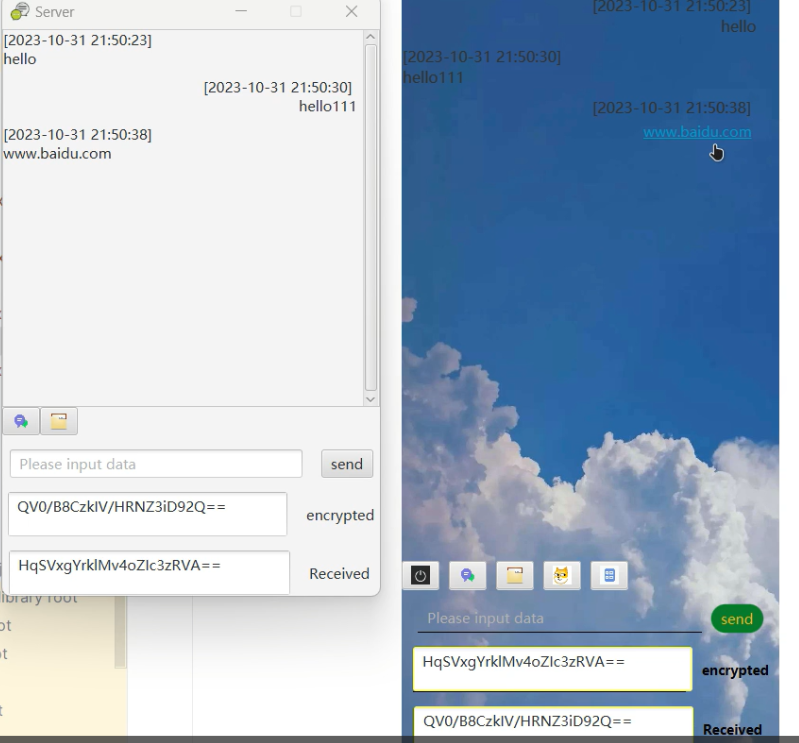 Server
[2023-10-31 21:50:23]
hello
[2023-10-31 21:50:30]
hello111
[2023-10-31 21:50:38]
www.baidu.com
Please input data
send
QV0/B8CzkIV/HRNZ3iD92Q==
encrypted
HqSVxgYrklMv4oZIc3zRVA==
Received
library root
[2023-10-31 21:50:23]
hello
[2023-10-31 21:50:30]
hello111
[2023-10-31 21:50:38]
www.baidu.com
Please input data
send
HqSVxgYrklMv4oZIc3zRVA==
encrypted
QV0/B8CzkIV/HRNZ3iD92Q==
Received